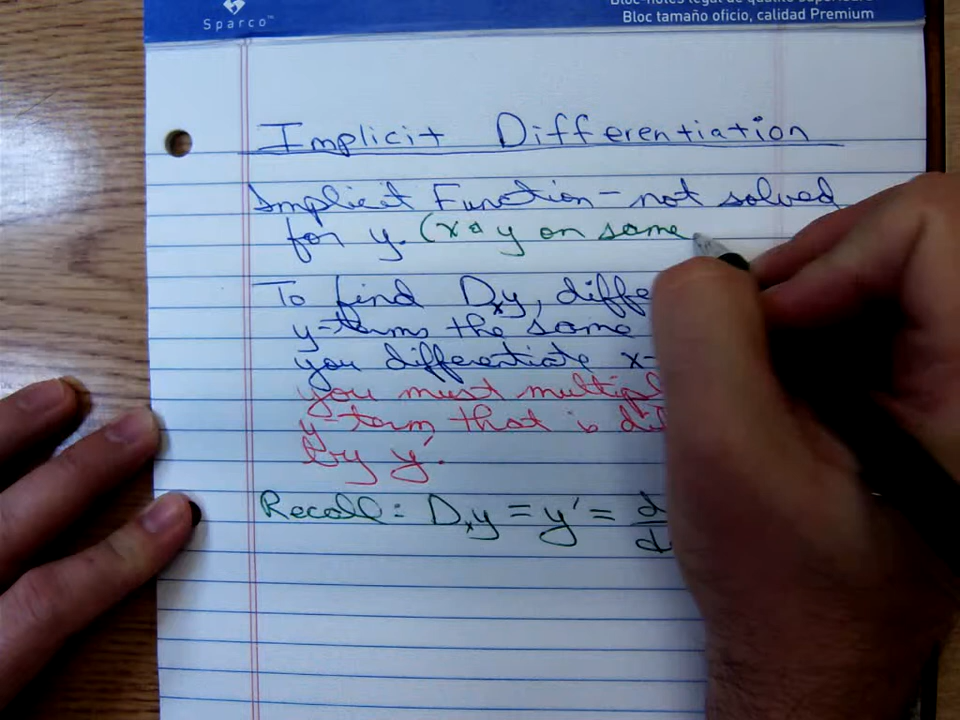 Sparco™
Bloc tamaño oficio, calidad Premium
Implicit Differentiation
Implicit Function - not solved
for y. (x & y on same
To find Dxy, diffe
y-terms the same
you differentiate x-
you must multipl
y-term that is di
by y'.
Recall: Dxy = y' = d
d